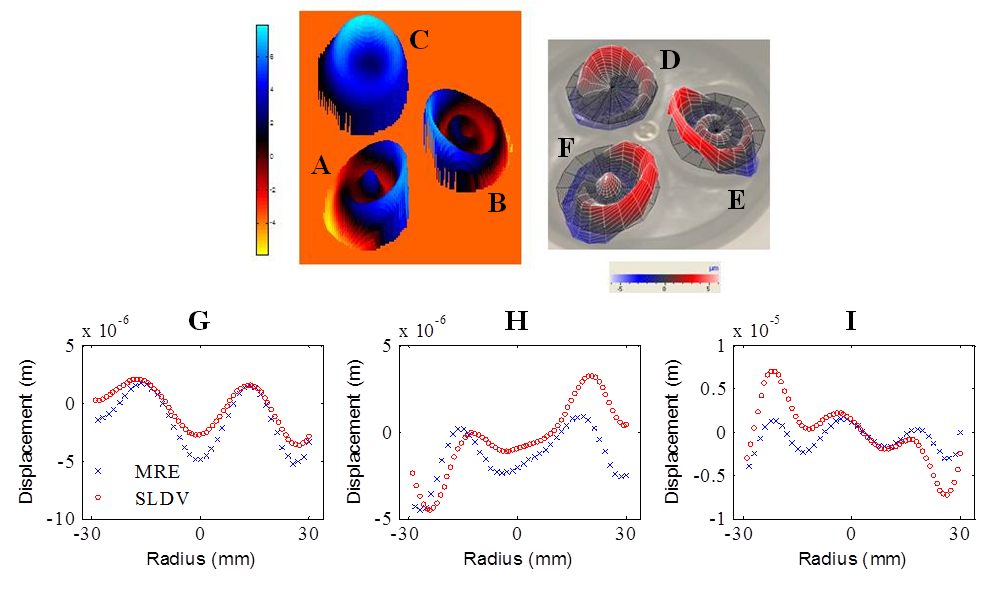 C
A
B
6
4
2
0
-2
-4
D
F
E
µm
-5 0 5
G
H
I
x 10-6
x 10-6
x 10-5
5
0
-5
-10
Displacement (m)
MRE
SLDV
-30 0 30
Radius (mm)
5
0
-5
Displacement (m)
-30 0 30
Radius (mm)
1
0.5
0
-0.5
-1
Displacement (m)
-30 0 30
Radius (mm)